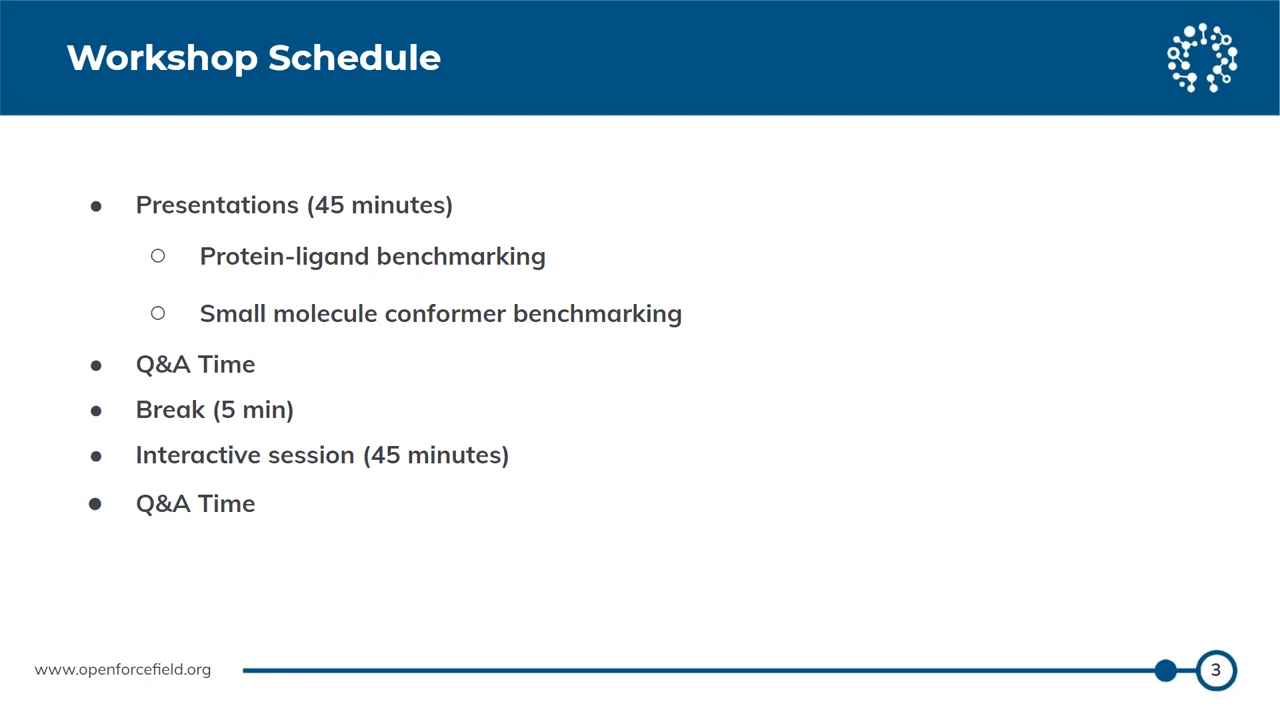 Workshop Schedule
● Presentations (45 minutes)
○ Protein-ligand benchmarking
○ Small molecule conformer benchmarking
● Q&A Time
● Break (5 min)
● Interactive session (45 minutes)
● Q&A Time
www.openforcefield.org
3